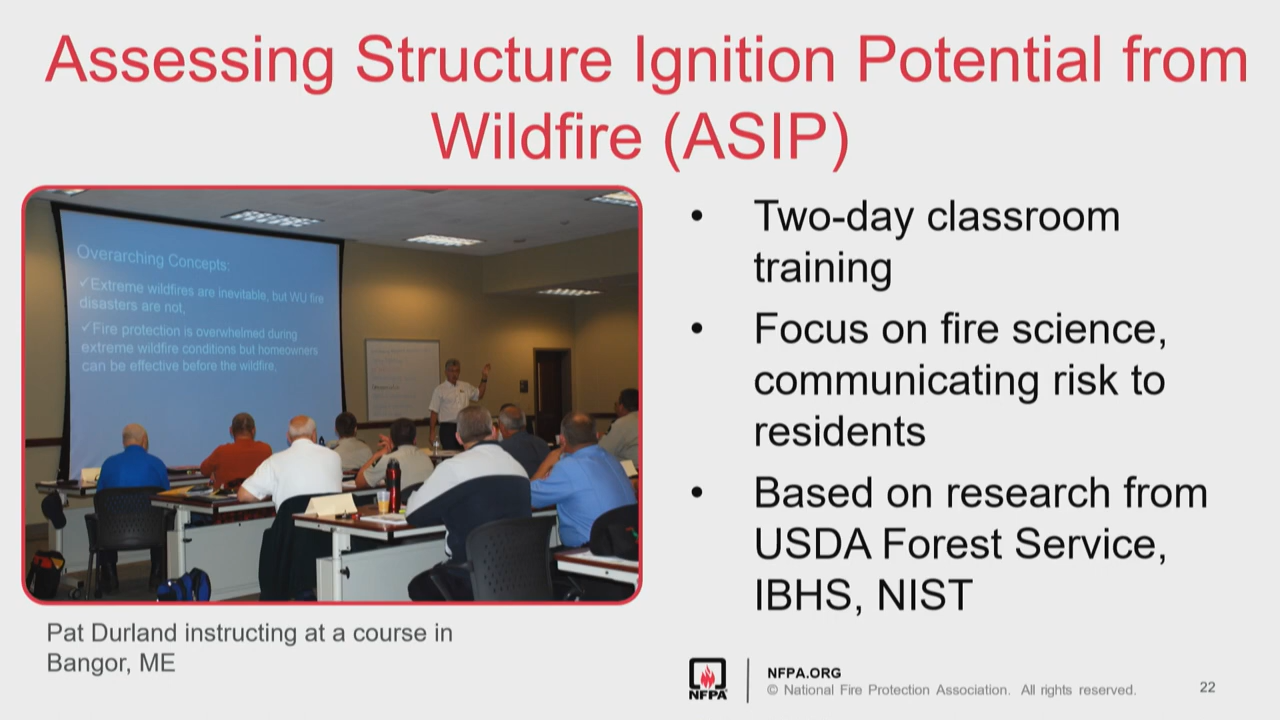 Assessing Structure Ignition Potential from
Wildfire (ASIP)
Overarching Concepts:
✓Extreme wildfires are inevitable, but WU fire
disasters are not,
✓Fire protection is overwhelmed during
extreme wildfire conditions but homeowners
can be effective before the wildfire,
Pat Durland instructing at a course in
Bangor, ME
• Two-day classroom
training
• Focus on fire science,
communicating risk to
residents
• Based on research from
USDA Forest Service,
IBHS, NIST
NFPA
NFPA.ORG
© National Fire Protection Association. All rights reserved.
22